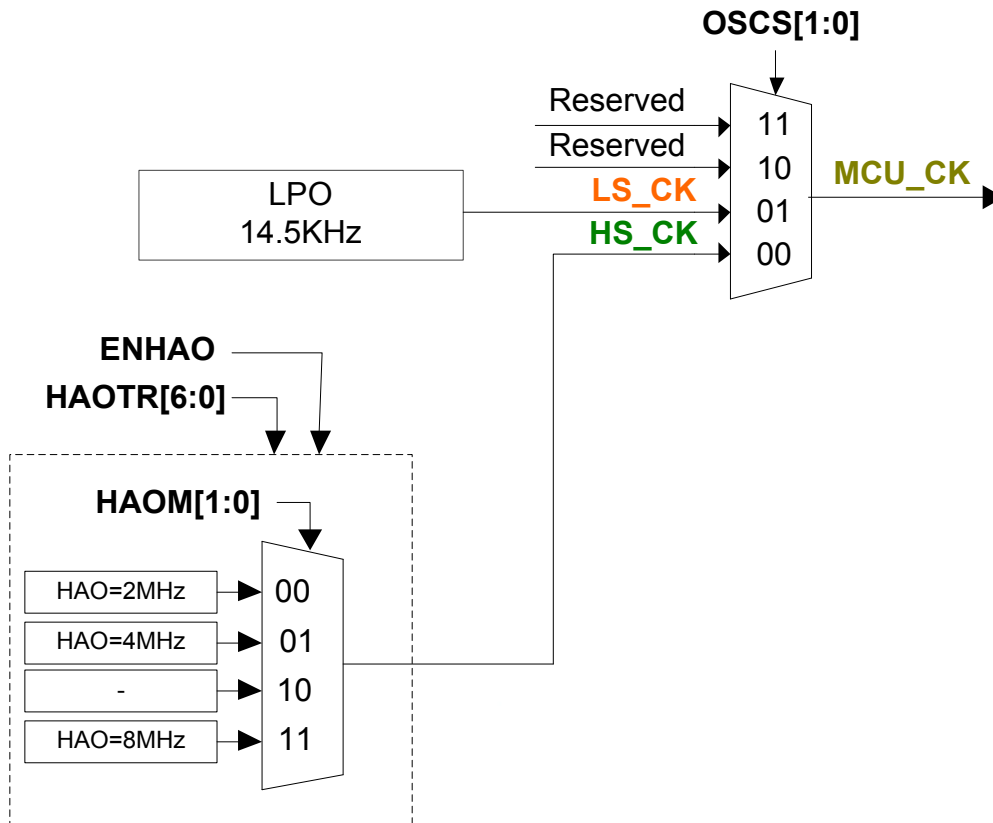 OSCS[1:0]
Reserved
11
Reserved
10
LPO
14.5KHz
LS_CK
01
MCU_CK
HS_CK
00
ENHAO
HAOTR[6:0]
HAOM[1:0]
HAO=2MHz
00
HAO=4MHz
01
-
10
HAO=8MHz
11